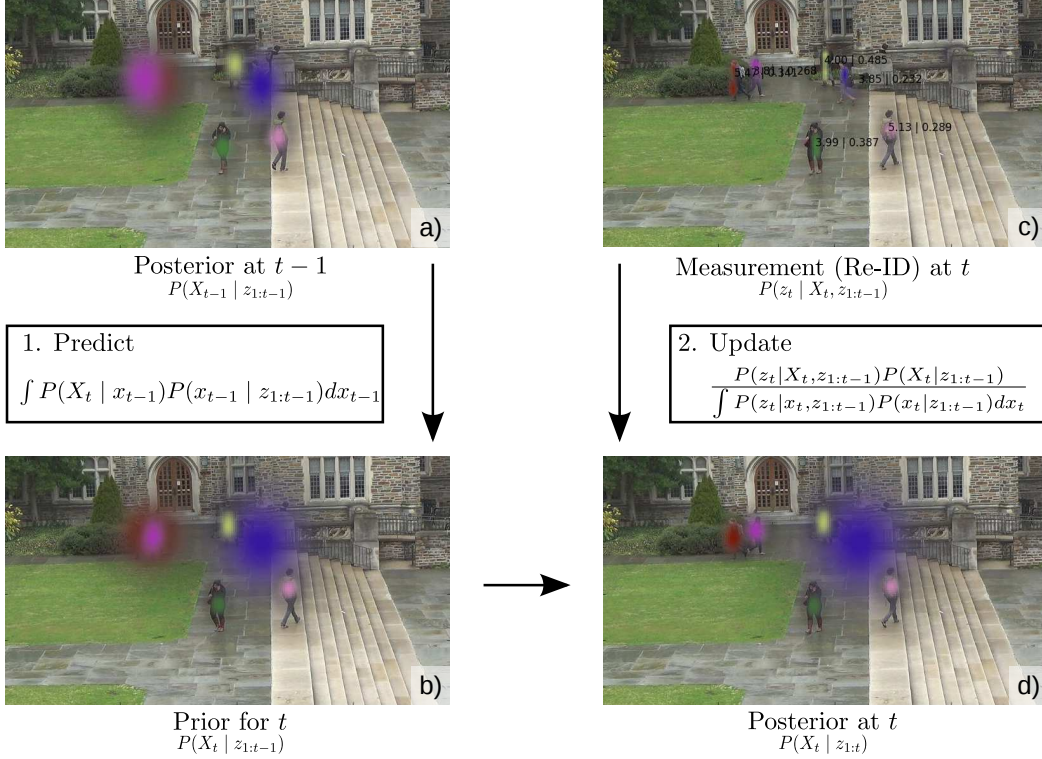 a)
Posterior at t − 1
P(X_{t−1} | z_{1:t−1})
1. Predict
∫ P(X_t | x_{t−1})P(x_{t−1} | z_{1:t−1})dx_{t−1}
b)
Prior for t
P(X_t | z_{1:t−1})
4.00 | 0.485
3.85 | 0.232
5.13 | 0.289
3.99 | 0.387
c)
Measurement (Re-ID) at t
P(z_t | X_t, z_{1:t−1})
2. Update
P(z_t|X_t,z_{1:t−1})P(X_t|z_{1:t−1})
∫ P(z_t|x_t,z_{1:t−1})P(x_t|z_{1:t−1})dx_t
d)
Posterior at t
P(X_t | z_{1:t})